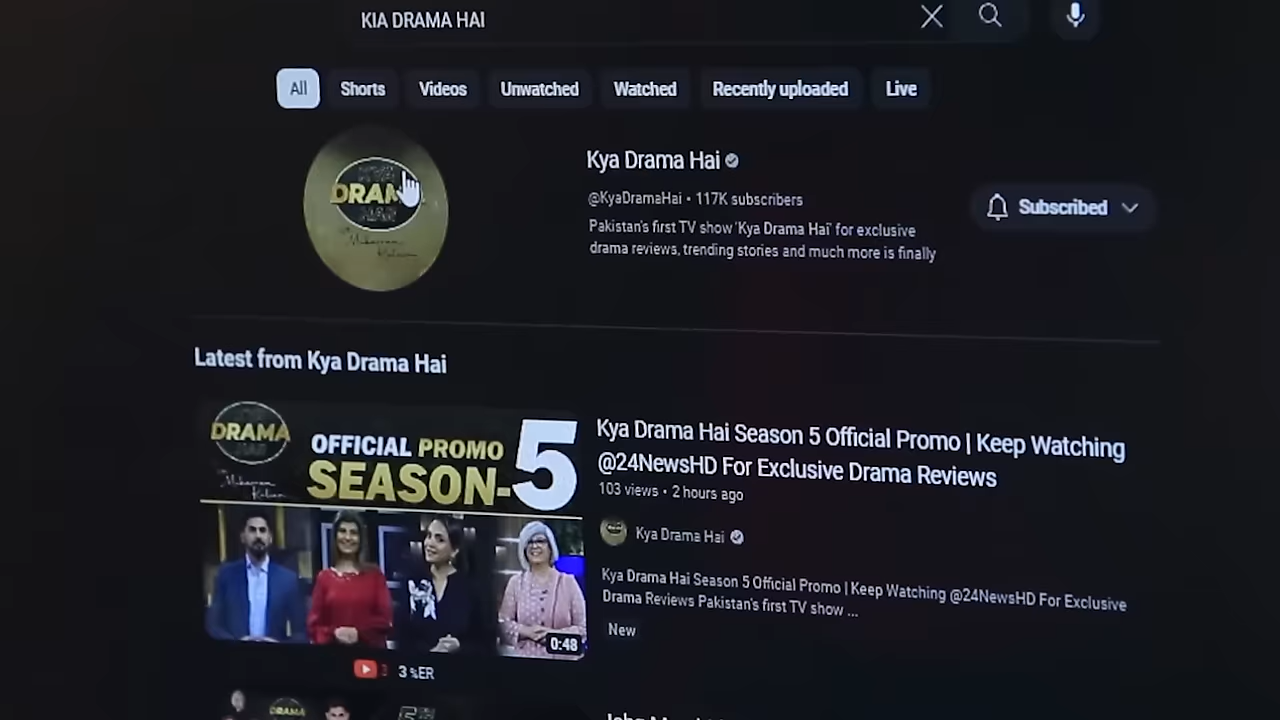 KIA DRAMA HAI
All Shorts Videos Unwatched Watched Recently uploaded Live
Kya Drama Hai
@KyaDramaHai • 117K subscribers
Pakistan's first TV show 'Kya Drama Hai' for exclusive
drama reviews, trending stories and much more is finally
Subscribed
Latest from Kya Drama Hai
DRAMA
OFFICIAL PROMO
SEASON-5
0:48
Kya Drama Hai Season 5 Official Promo | Keep Watching
@24NewsHD For Exclusive Drama Reviews
103 views • 2 hours ago
Kya Drama Hai
Kya Drama Hai Season 5 Official Promo | Keep Watching @24NewsHD For Exclusive
Drama Reviews Pakistan's first TV show ...
New
DRAMA